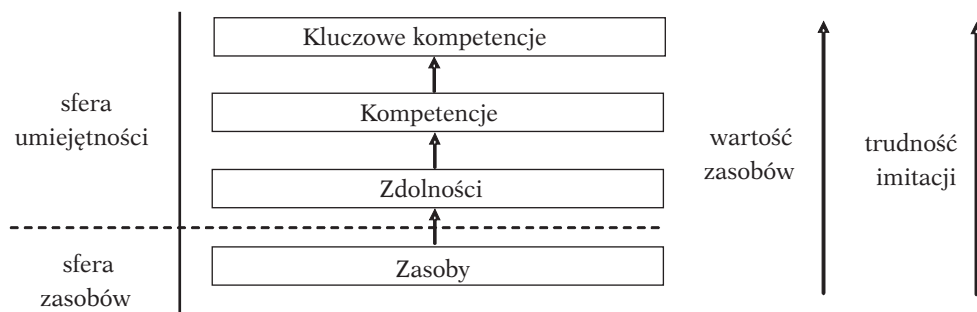 Kluczowe kompetencje
sfera
umiejętności
Kompetencje
wartość
zasobów
trudność
imitacji
Zdolności
sfera
zasobów
Zasoby